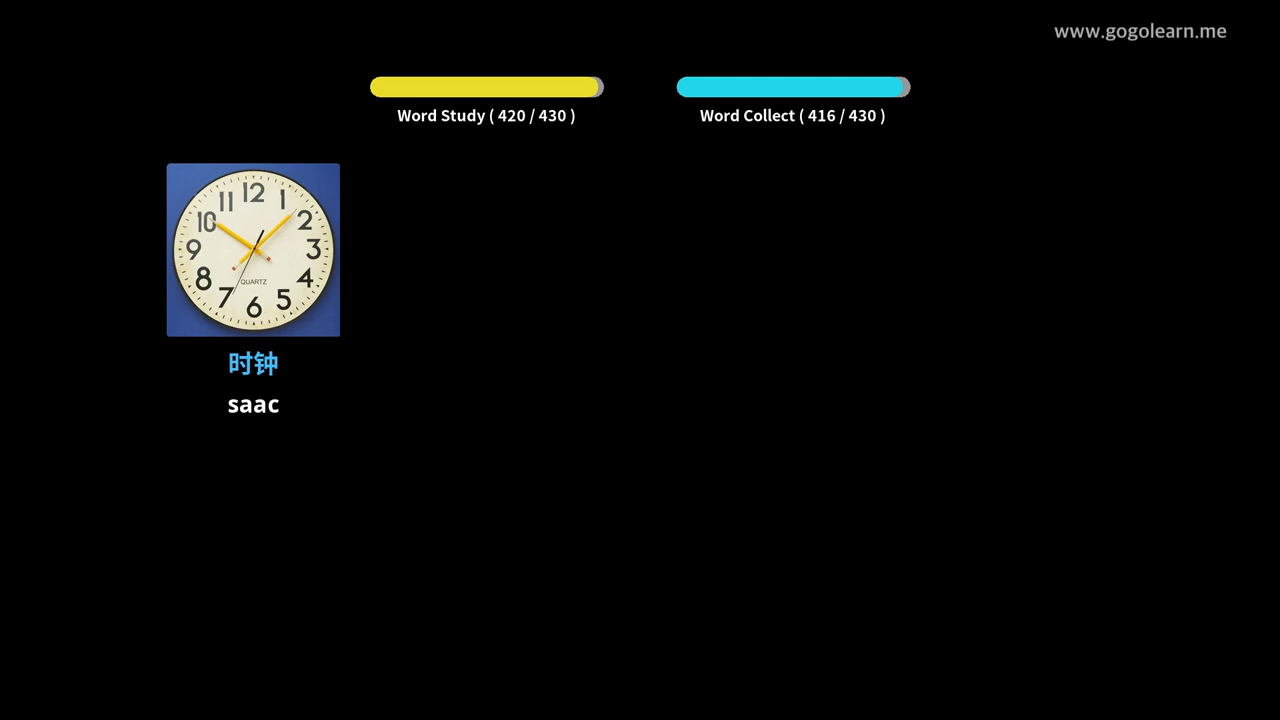 www.gogolearn.me
Word Study ( 420 / 430 )
Word Collect ( 416 / 430 )
12
11
1
10
2
9
3
8
4
7
5
6
QUARTZ
时钟
saac